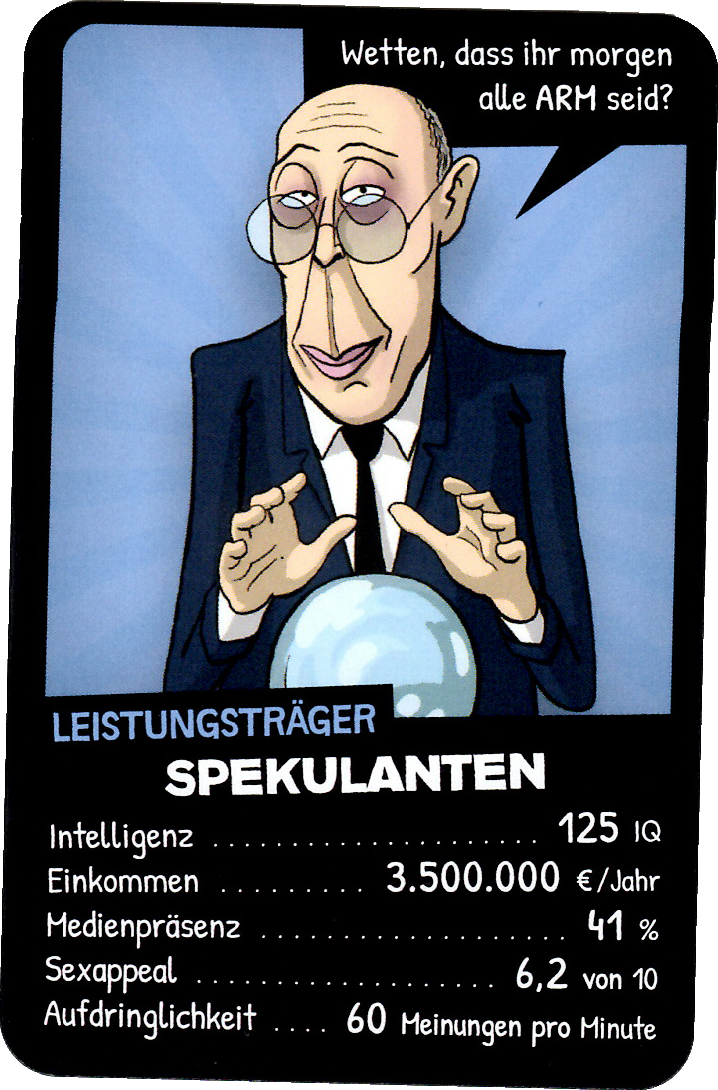 Wetten, dass ihr morgen
alle ARM seid?
LEISTUNGSTRÄGER
SPEKULANTEN
Intelligenz ..................... 125 IQ
Einkommen ......... 3.500.000 €/Jahr
Medienpräsenz ................... 41 %
Sexappeal ................... 6,2 von 10
Aufdringlichkeit .... 60 Meinungen pro Minute